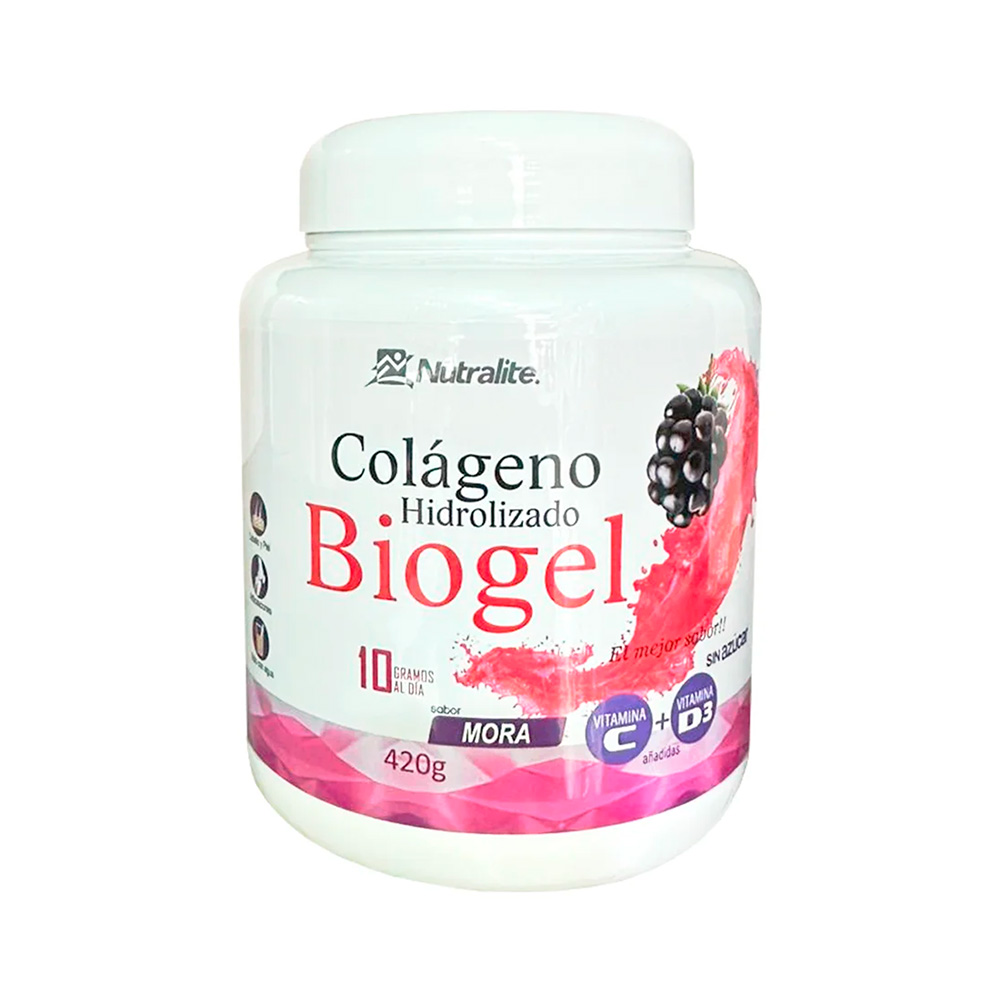 Nutralite.
Colágeno
Hidrolizado
Biogel
El mejor sabor!!
SIN azúcar
10 GRAMOS
AL DÍA
sabor
MORA
VITAMINA
C
+
VITAMINA
D3
añadidas
420g